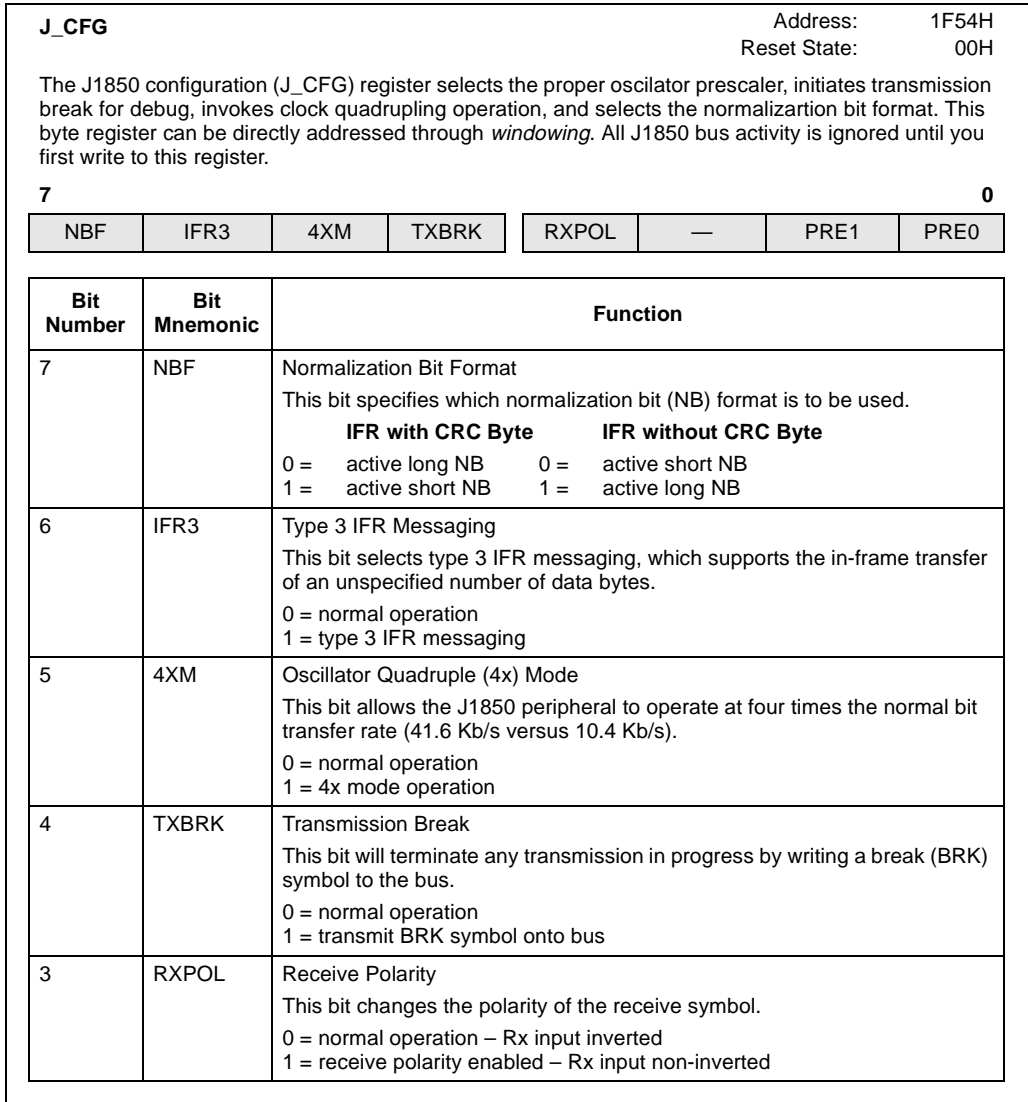 J_CFG
Address: 1F54H
Reset State: 00H
The J1850 configuration (J_CFG) register selects the proper oscilator prescaler, initiates transmission
break for debug, invokes clock quadrupling operation, and selects the normalizartion bit format. This
byte register can be directly addressed through windowing. All J1850 bus activity is ignored until you
first write to this register.
7 0
NBF IFR3 4XM TXBRK RXPOL — PRE1 PRE0
Bit Number Bit Mnemonic Function
7 NBF Normalization Bit Format
This bit specifies which normalization bit (NB) format is to be used.
IFR with CRC Byte IFR without CRC Byte
0 = active long NB 0 = active short NB
1 = active short NB 1 = active long NB
6 IFR3 Type 3 IFR Messaging
This bit selects type 3 IFR messaging, which supports the in-frame transfer
of an unspecified number of data bytes.
0 = normal operation
1 = type 3 IFR messaging
5 4XM Oscillator Quadruple (4x) Mode
This bit allows the J1850 peripheral to operate at four times the normal bit
transfer rate (41.6 Kb/s versus 10.4 Kb/s).
0 = normal operation
1 = 4x mode operation
4 TXBRK Transmission Break
This bit will terminate any transmission in progress by writing a break (BRK)
symbol to the bus.
0 = normal operation
1 = transmit BRK symbol onto bus
3 RXPOL Receive Polarity
This bit changes the polarity of the receive symbol.
0 = normal operation – Rx input inverted
1 = receive polarity enabled – Rx input non-inverted